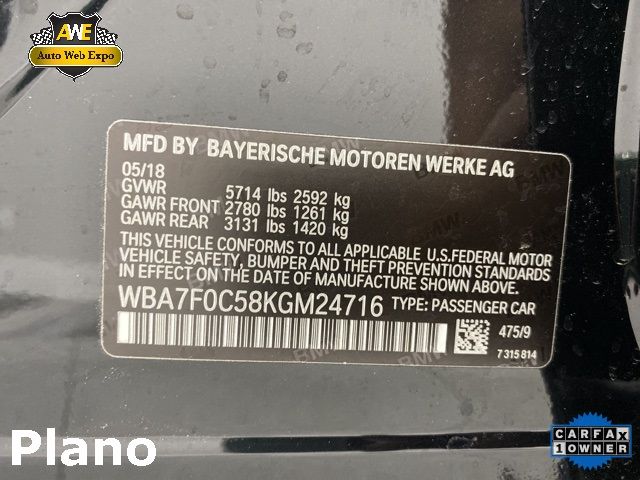 AWE
Auto Web Expo
MFD BY BAYERISCHE MOTOREN WERKE AG
05/18
GVWR 5714 lbs 2592 kg
GAWR FRONT 2780 lbs 1261 kg
GAWR REAR 3131 lbs 1420 kg
THIS VEHICLE CONFORMS TO ALL APPLICABLE U.S.FEDERAL MOTOR
VEHICLE SAFETY, BUMPER AND THEFT PREVENTION STANDARDS
IN EFFECT ON THE DATE OF MANUFACTURE SHOWN ABOVE.
WBA7F0C58KGM24716 TYPE: PASSENGER CAR
475/9
7 315 814
Plano
CARFAX
1 OWNER